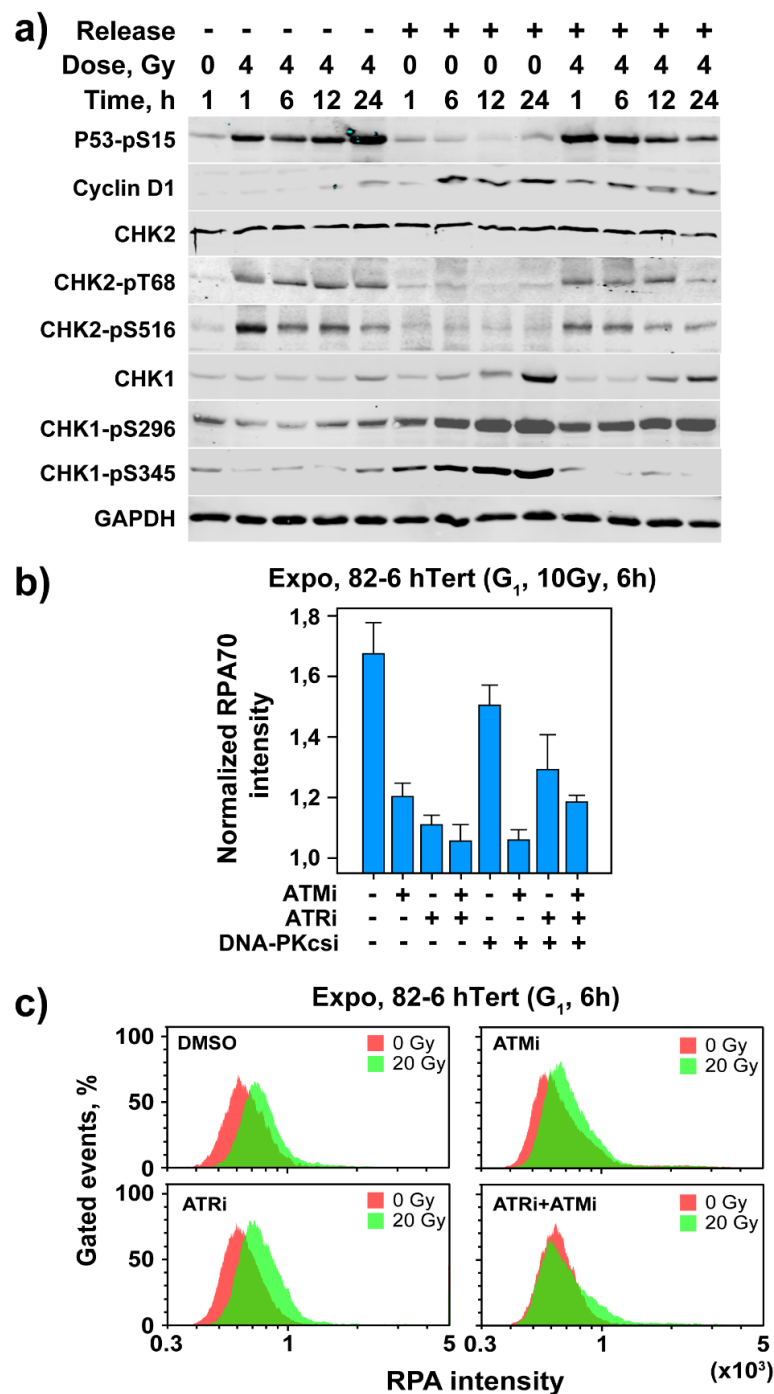 a)
Release - - - - - + + + + + + + +
Dose, Gy 0 4 4 4 4 0 0 0 0 4 4 4 4
Time, h 1 1 6 12 24 1 6 12 24 1 6 12 24
P53-pS15
Cyclin D1
CHK2
CHK2-pT68
CHK2-pS516
CHK1
CHK1-pS296
CHK1-pS345
GAPDH
b)
Expo, 82-6 hTert (G₁, 10Gy, 6h)
Normalized RPA70
intensity
1,8
1,6
1,4
1,2
1,0
ATMi - + - + - + - +
ATRi - - + + - - + +
DNA-PKcsi - - - - + + + +
c)
Expo, 82-6 hTert (G₁, 6h)
Gated events, %
100
50
0
DMSO
0 Gy
20 Gy
ATMi
0 Gy
20 Gy
100
50
0
ATRi
0 Gy
20 Gy
ATRi+ATMi
0 Gy
20 Gy
0.3 1 5 0.3 1 5
RPA intensity (x10³)